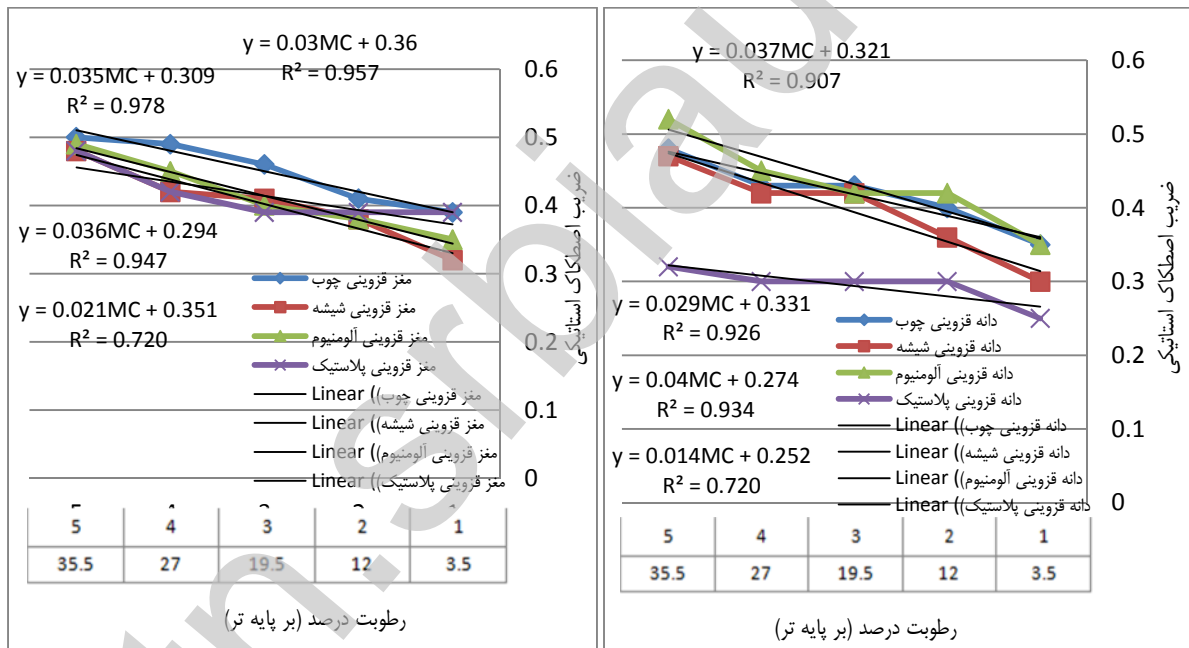 y = 0.03MC + 0.36
R² = 0.957
y = 0.035MC + 0.309
R² = 0.978
y = 0.036MC + 0.294
R² = 0.947
y = 0.021MC + 0.351
R² = 0.720
0.6
0.5
0.4
0.3
0.2
0.1
0
ضریب اصطکاک استاتیکی
مغز قزوینی چوب
مغز قزوینی شیشه
مغز قزوینی آلومنیوم
مغز قزوینی پلاستیک
Linear ((مغز قزوینی چوب
Linear ((مغز قزوینی شیشه
Linear ((مغز قزوینی آلومنیوم
Linear ((مغز قزوینی پلاستیک
5 4 3 2 1
5 4 3 2 1
35.5 27 19.5 12 3.5
رطوبت درصد (بر پایه تر)
y = 0.037MC + 0.321
R² = 0.907
y = 0.029MC + 0.331
R² = 0.926
y = 0.04MC + 0.274
R² = 0.934
y = 0.014MC + 0.252
R² = 0.720
0.6
0.5
0.4
0.3
0.2
0.1
0
ضریب اصطکاک استاتیکی
دانه قزوینی چوب
دانه قزوینی شیشه
دانه قزوینی آلومنیوم
دانه قزوینی پلاستیک
Linear ((دانه قزوینی چوب
Linear ((دانه قزوینی شیشه
Linear ((دانه قزوینی آلومنیوم
Linear ((دانه قزوینی پلاستیک
5 4 3 2 1
35.5 27 19.5 12 3.5
رطوبت درصد (بر پایه تر)
tn.srbiau